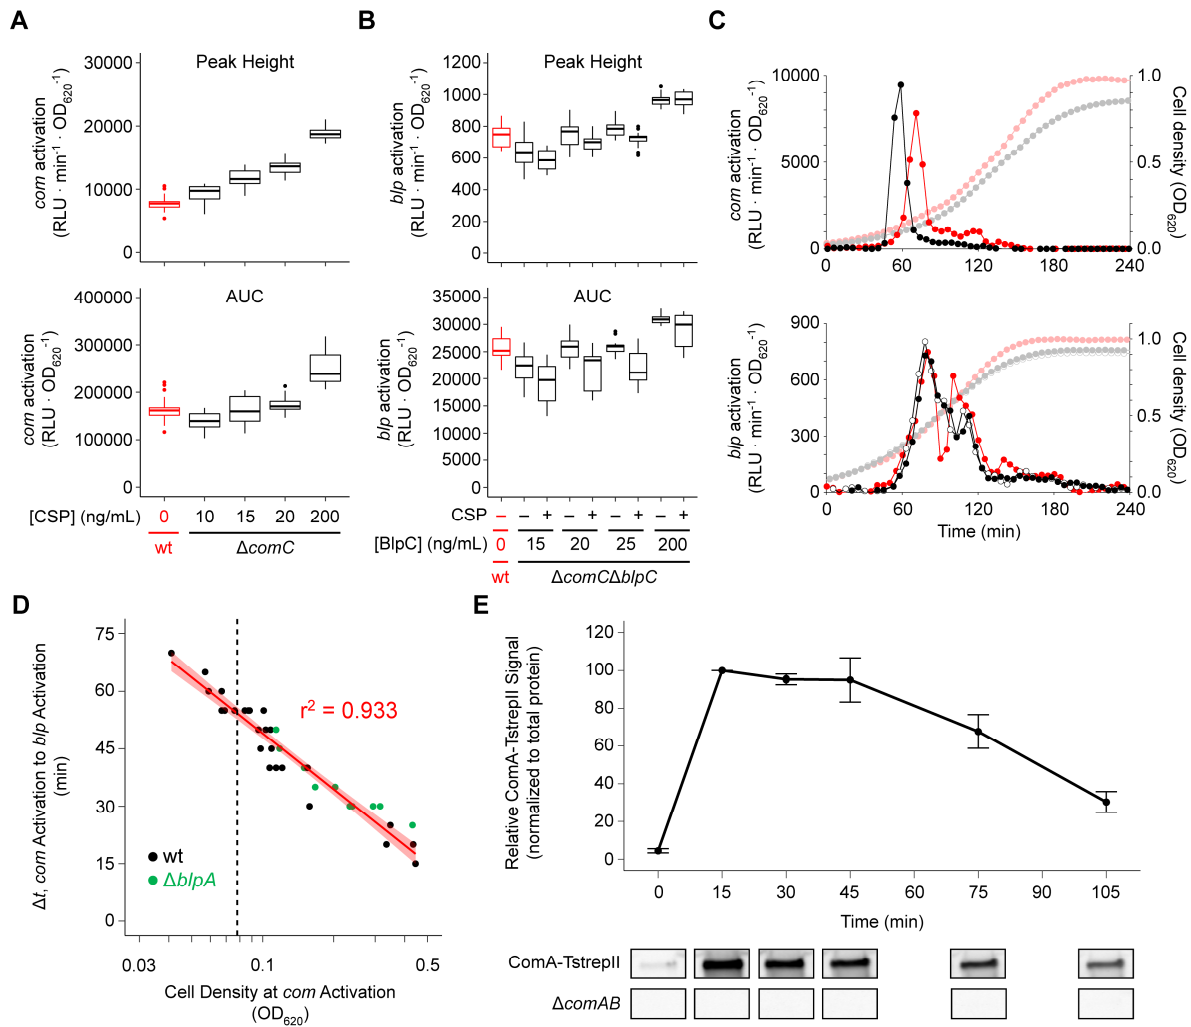 A
Peak Height
com activation
(RLU · min⁻¹ · OD₆₂₀⁻¹)
30000
20000
10000
0
AUC
com activation
(RLU · OD₆₂₀⁻¹)
400000
300000
200000
100000
0
[CSP] (ng/mL) 0 10 15 20 200
wt ΔcomC
B
Peak Height
blp activation
(RLU · min⁻¹ · OD₆₂₀⁻¹)
1200
1000
800
600
400
200
0
AUC
blp activation
(RLU · OD₆₂₀⁻¹)
35000
30000
25000
20000
15000
10000
5000
0
CSP – – + – + – + – +
[BlpC] (ng/mL) 0 15 20 25 200
wt ΔcomCΔblpC
C
com activation
(RLU · min⁻¹ · OD₆₂₀⁻¹)
10000
5000
0
1.0
0.5
0.0
Cell density (OD₆₂₀)
0 60 120 180 240
blp activation
(RLU · min⁻¹ · OD₆₂₀⁻¹)
900
600
300
0
1.0
0.5
0.0
Cell density (OD₆₂₀)
0 60 120 180 240
Time (min)
D
Δt, com Activation to blp Activation
(min)
75
60
45
30
15
0
r² = 0.933
wt
ΔblpA
0.03 0.1 0.5
Cell Density at com Activation
(OD₆₂₀)
E
Relative ComA-TstrepII Signal
(normalized to total protein)
120
100
80
60
40
20
0
0 15 30 45 60 75 90 105
Time (min)
ComA-TstrepII
ΔcomAB